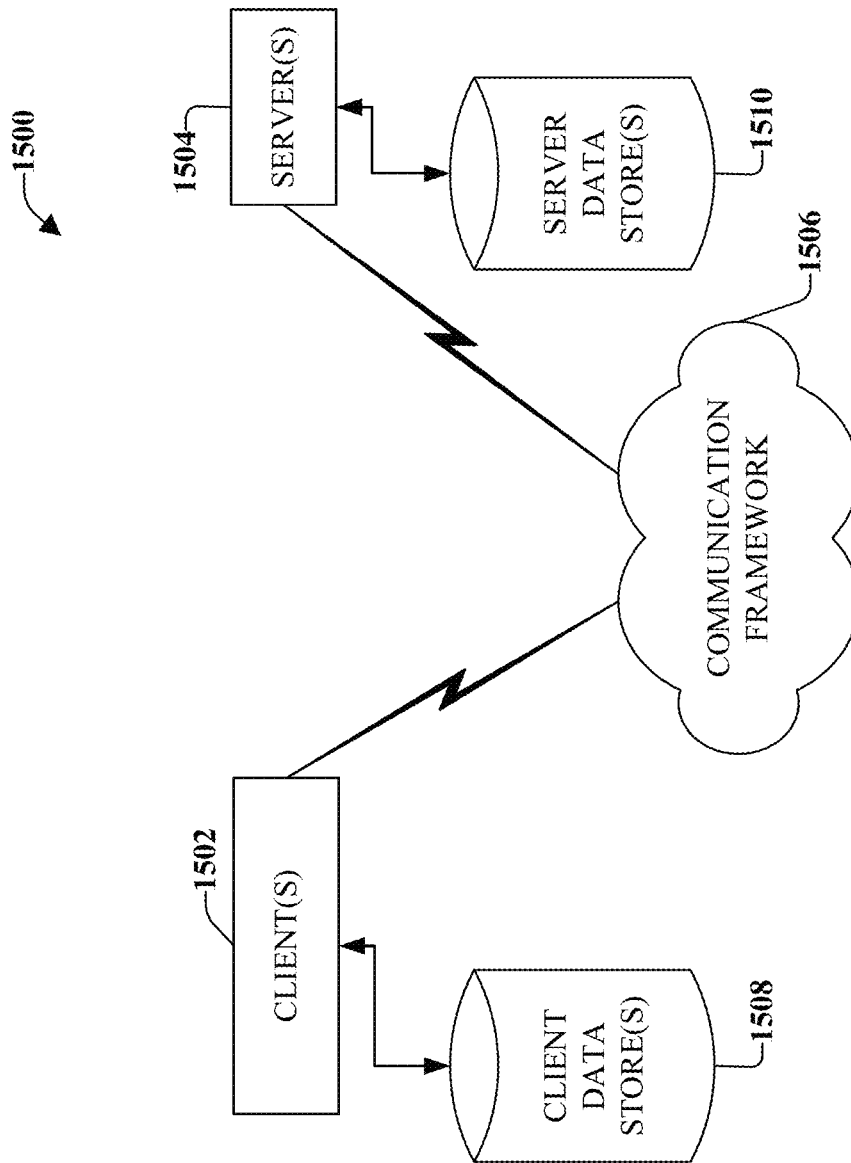 1500
1502
CLIENT(S)
1504
SERVER(S)
CLIENT
DATA
STORE(S)
1508
SERVER
DATA
STORE(S)
1510
1506
COMMUNICATION
FRAMEWORK